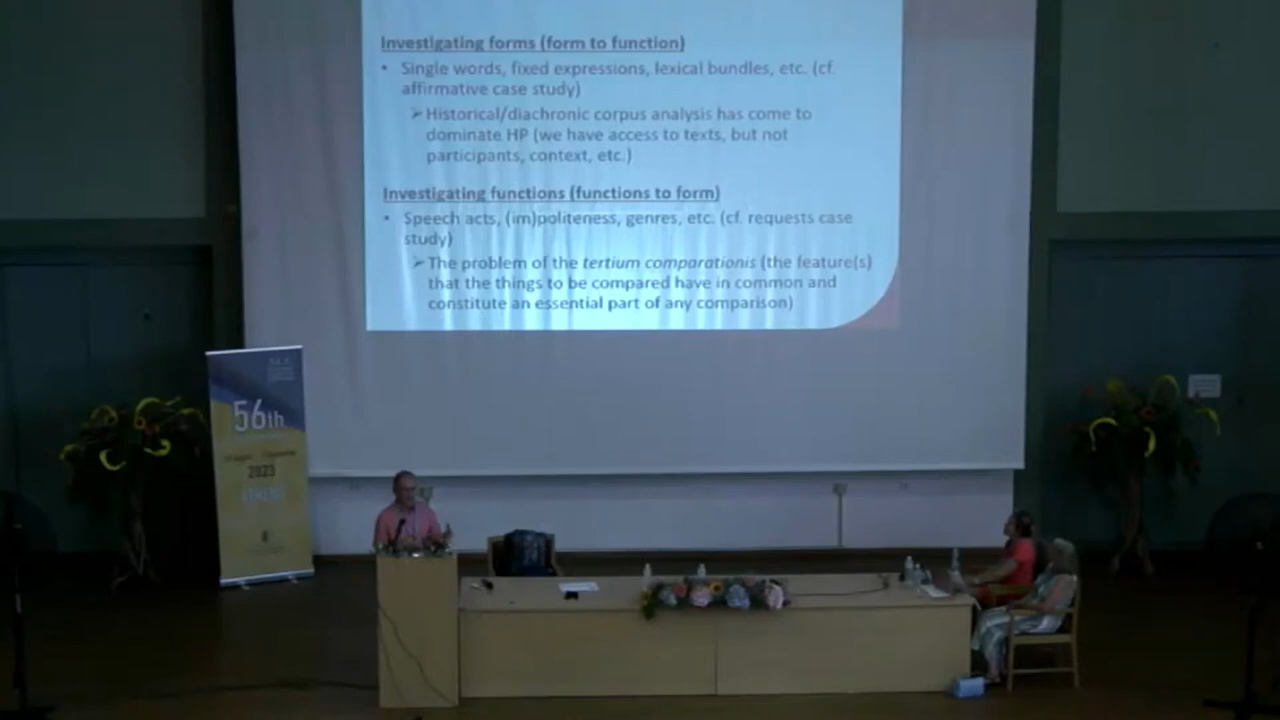 Investigating forms (form to function)
• Single words, fixed expressions, lexical bundles, etc. (cf.
affirmative case study)
➢ Historical/diachronic corpus analysis has come to
dominate HP (we have access to texts, but not
participants, context, etc.)
Investigating functions (functions to form)
• Speech acts, (im)politeness, genres, etc. (cf. requests case
study)
➢ The problem of the tertium comparationis (the feature(s)
that the things to be compared have in common and
constitute an essential part of any comparison)
56th
2023